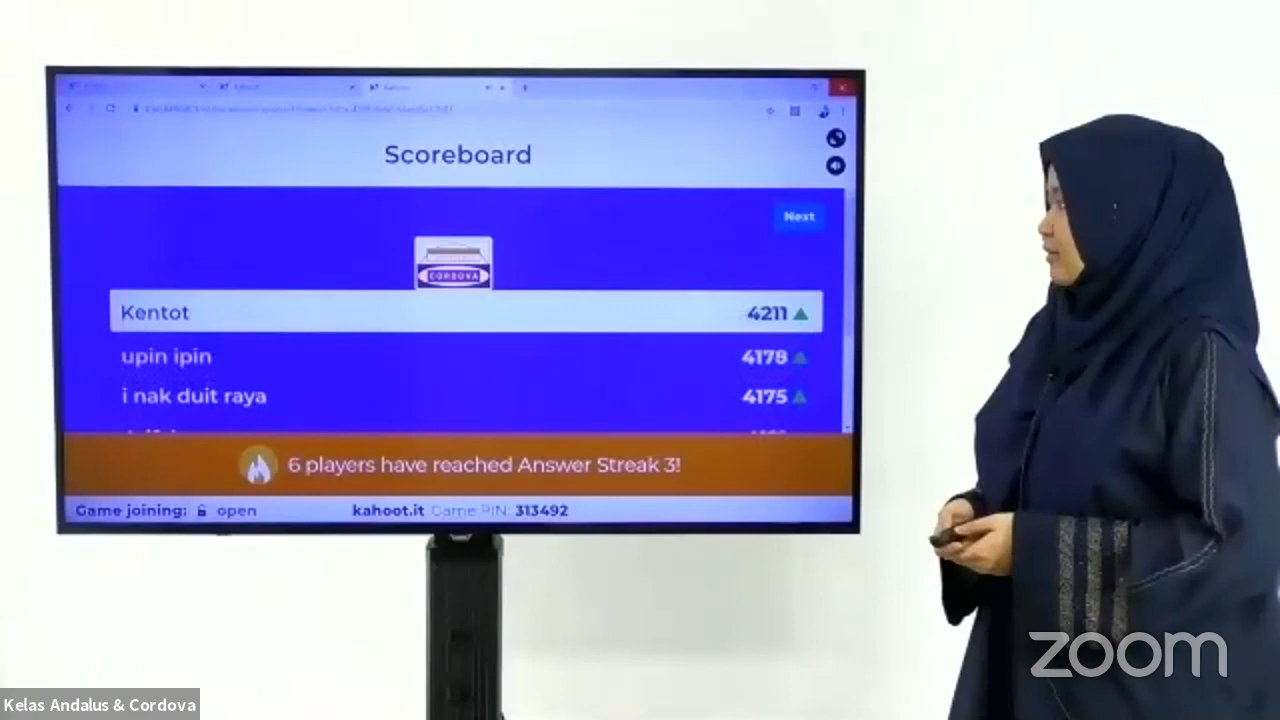 Scoreboard
Next
CORDOVA
Kentot 4211
upin ipin 4178
i nak duit raya 4175
6 players have reached Answer Streak 3!
Game joining: open kahoot.it Game PIN: 313492
zoom
Kelas Andalus & Cordova